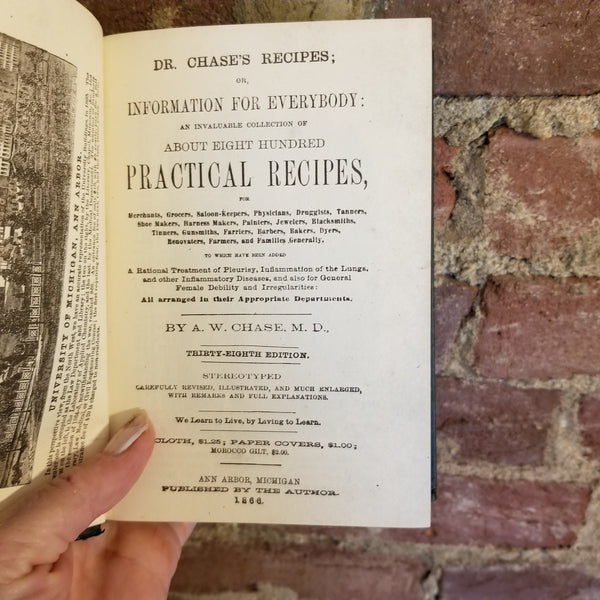 DR. CHASE'S RECIPES;
OR,
INFORMATION FOR EVERYBODY:
AN INVALUABLE COLLECTION OF
ABOUT EIGHT HUNDRED
PRACTICAL RECIPES,
FOR
Merchants, Grocers, Saloon-Keepers, Physicians, Druggists, Tanners,
Shoe Makers, Harness Makers, Painters, Jewelers, Blacksmiths,
Tinners, Gunsmiths, Farriers, Barbers, Bakers, Dyers,
Renovaters, Farmers, and Families Generally,
TO WHICH HAVE BEEN ADDED
A Rational Treatment of Pleurisy, Inflammation of the Lungs,
and other Inflammatory Diseases, and also for General
Female Debility and Irregularities:
All arranged in their Appropriate Departments.
BY A. W. CHASE, M. D.,
THIRTY-EIGHTH EDITION.
STEREOTYPED
CAREFULLY REVISED, ILLUSTRATED, AND MUCH ENLARGED,
WITH REMARKS AND FULL EXPLANATIONS.
We Learn to Live, by Living to Learn.
CLOTH, $1.25; PAPER COVERS, $1.00;
MOROCCO GILT, $2.00.
ANN ARBOR, MICHIGAN
PUBLISHED BY THE AUTHOR.
1866.
UNIVERSITY OF MICHIGAN, ANN ARBOR.